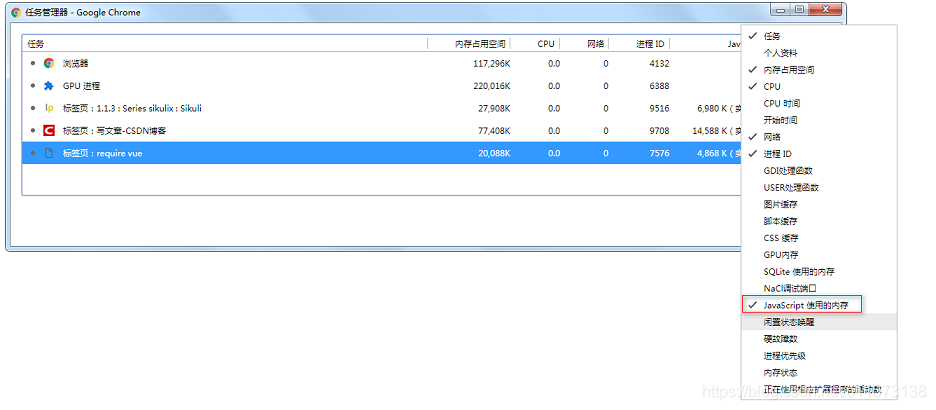 任务管理器 - Google Chrome
任务 内存占用空间 CPU 网络 进程 ID Jav
浏览器 117,296K 0.0 0 4132
GPU 进程 220,016K 0.0 0 6388
标签页：1.1.3 : Series sikulix : Sikuli 27,908K 0.0 0 9516 6,980 K (实
标签页：写文章-CSDN博客 77,408K 0.0 0 9708 14,588 K (实
标签页：require vue 20,088K 0.0 0 7576 4,868 K (实
任务
个人资料
内存占用空间
CPU
CPU 时间
开始时间
网络
进程 ID
GDI处理函数
USER处理函数
图片缓存
脚本缓存
CSS 缓存
GPU内存
SQLite 使用的内存
NaCl调试端口
JavaScript 使用的内存
闲置状态唤醒
硬故障数
进程优先级
内存状态
正在使用相应扩展程序的活动数